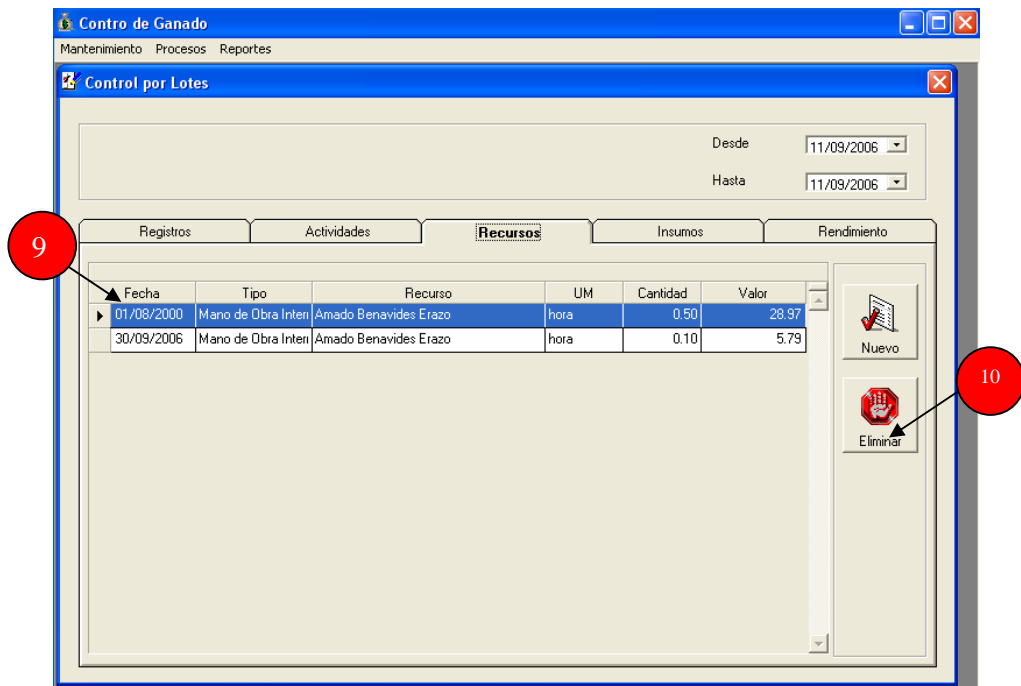 Contro de Ganado
Mantenimiento Procesos Reportes
Control por Lotes
Desde 11/09/2006
Hasta 11/09/2006
Registros Actividades Recursos Insumos Rendimiento
9
Fecha Tipo Recurso UM Cantidad Valor
01/08/2000 Mano de Obra Inter Amado Benavides Erazo hora 0.50 28.97
30/09/2006 Mano de Obra Inter Amado Benavides Erazo hora 0.10 5.79
Nuevo
10
Eliminar